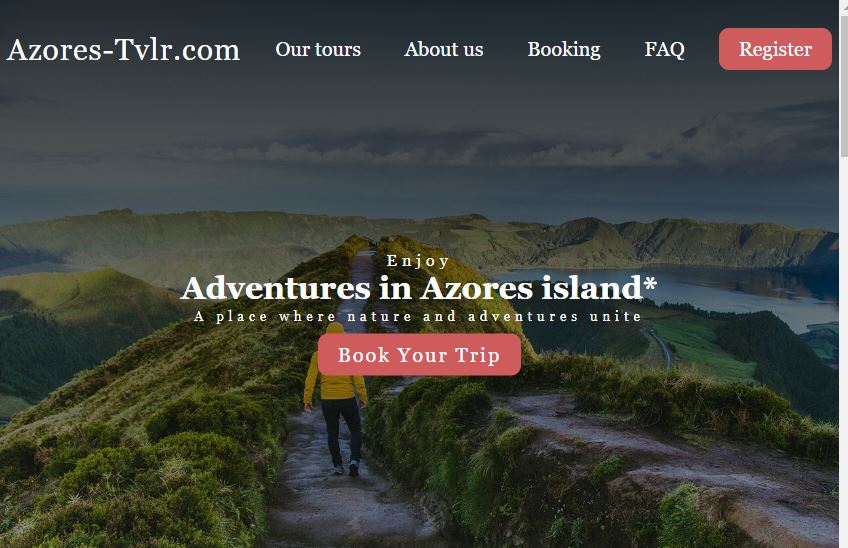 Azores-Tvlr.com Our tours About us Booking FAQ Register
Enjoy
Adventures in Azores island*
A place where nature and adventures unite
Book Your Trip